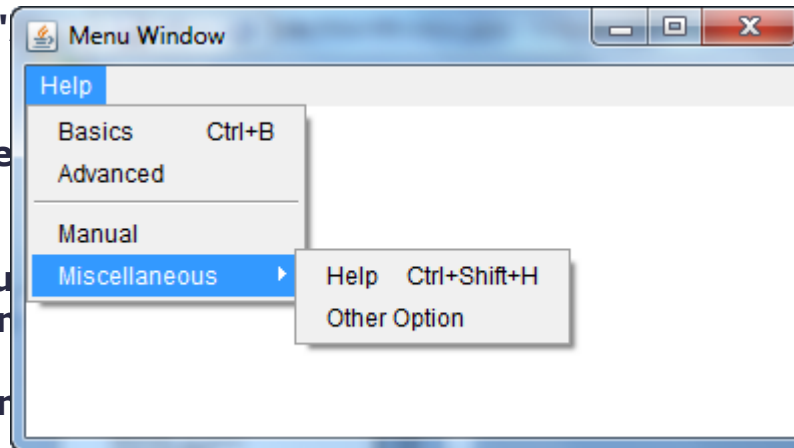 Menu Window
Help
Basics Ctrl+B
Advanced
Manual
Miscellaneous
Help Ctrl+Shift+H
Other Option